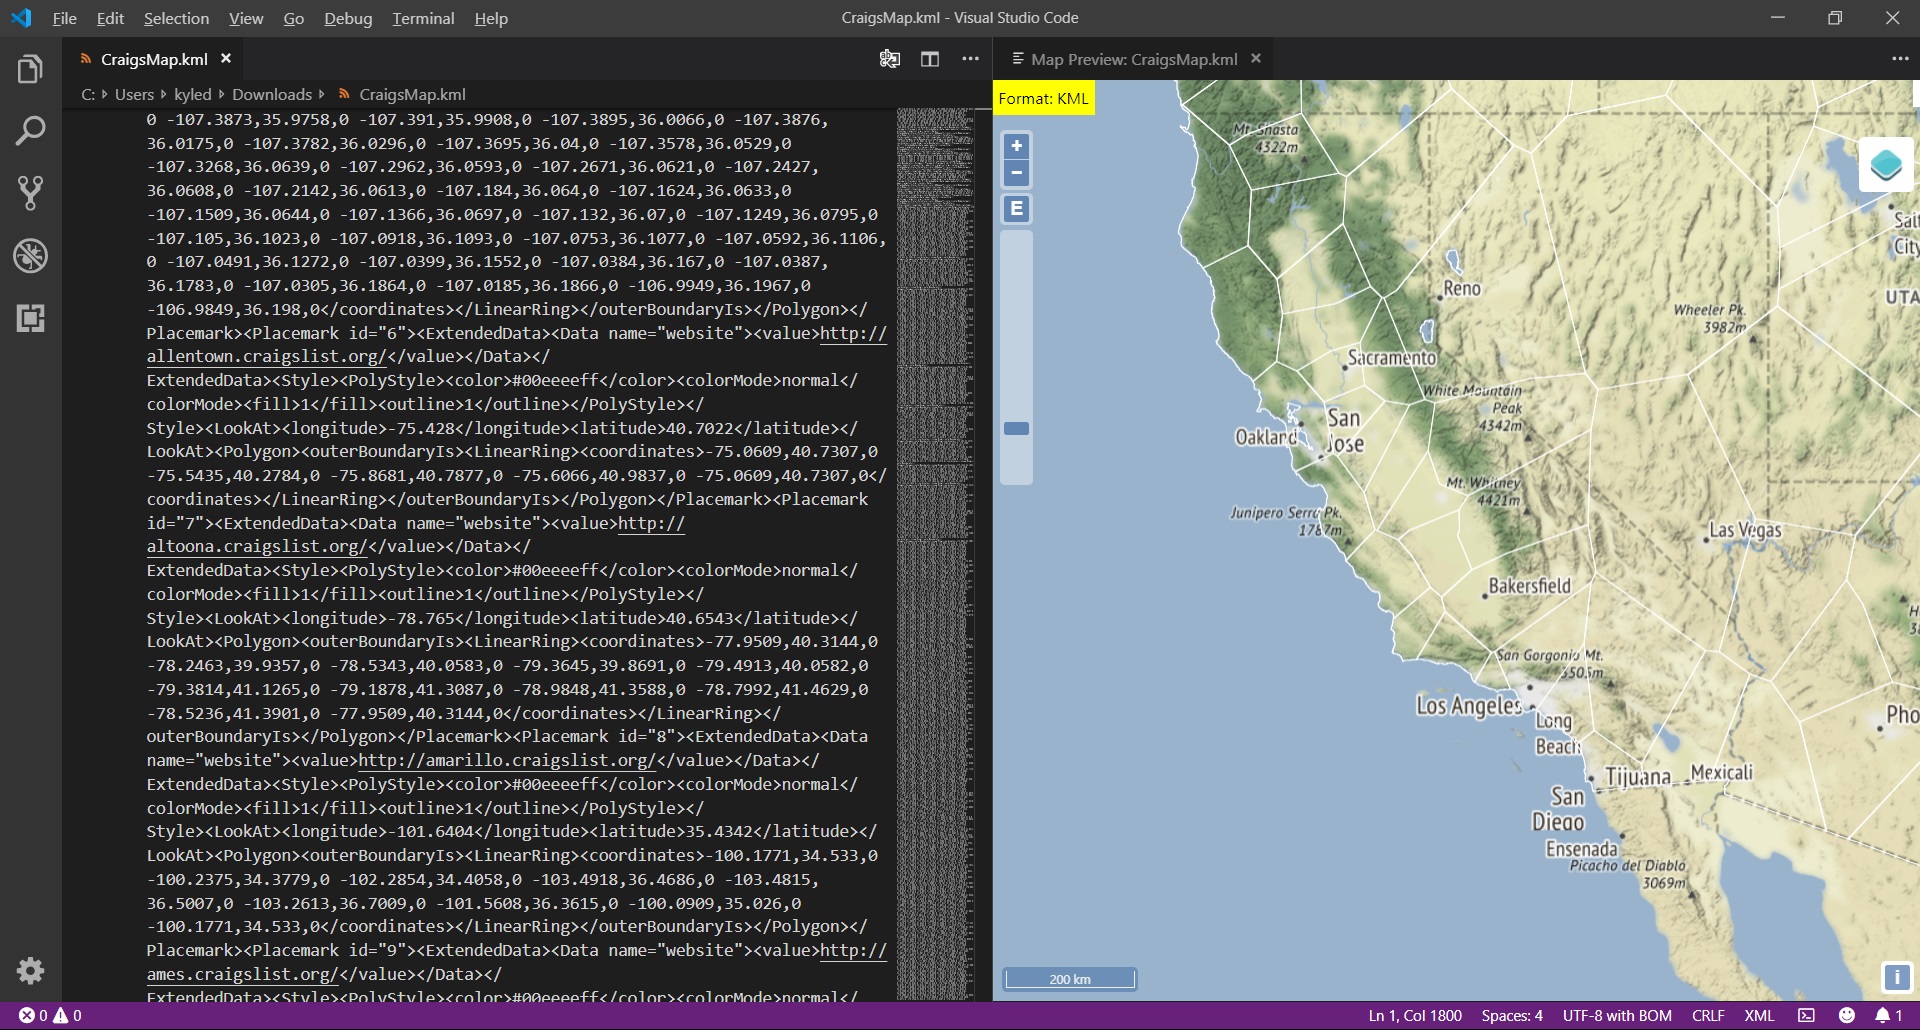 File Edit Selection View Go Debug Terminal Help
CraigsMap.kml - Visual Studio Code
CraigsMap.kml
C: Users kyled Downloads CraigsMap.kml
0 -107.3873,35.9758,0 -107.391,35.9908,0 -107.3895,36.0066,0 -107.3876,
36.0175,0 -107.3782,36.0296,0 -107.3695,36.04,0 -107.3578,36.0529,0
-107.3268,36.0639,0 -107.2962,36.0593,0 -107.2671,36.0621,0 -107.2427,
36.0608,0 -107.2142,36.0613,0 -107.184,36.064,0 -107.1624,36.0633,0
-107.1509,36.0644,0 -107.1366,36.0697,0 -107.132,36.07,0 -107.1249,36.0795,0
-107.105,36.1023,0 -107.0918,36.1093,0 -107.0753,36.1077,0 -107.0592,36.1106,
0 -107.0491,36.1272,0 -107.0399,36.1552,0 -107.0384,36.167,0 -107.0387,
36.1783,0 -107.0305,36.1864,0 -107.0185,36.1866,0 -106.9949,36.1967,0
-106.9849,36.198,0</coordinates></LinearRing></outerBoundaryIs></Polygon></
Placemark><Placemark id="6"><ExtendedData><Data name="website"><value>http://
allentown.craigslist.org/</value></Data></
ExtendedData><Style><PolyStyle><color>#00eeeeff</color><colorMode>normal</
colorMode><fill>1</fill><outline>1</outline></PolyStyle></
Style><LookAt><longitude>-75.428</longitude><latitude>40.7022</latitude></
LookAt><Polygon><outerBoundaryIs><LinearRing><coordinates>-75.0609,40.7307,0
-75.5435,40.2784,0 -75.8681,40.7877,0 -75.6066,40.9837,0 -75.0609,40.7307,0</
coordinates></LinearRing></outerBoundaryIs></Polygon></Placemark><Placemark
id="7"><ExtendedData><Data name="website"><value>http://
altoona.craigslist.org/</value></Data></
ExtendedData><Style><PolyStyle><color>#00eeeeff</color><colorMode>normal</
colorMode><fill>1</fill><outline>1</outline></PolyStyle></
Style><LookAt><longitude>-78.765</longitude><latitude>40.6543</latitude></
LookAt><Polygon><outerBoundaryIs><LinearRing><coordinates>-77.9509,40.3144,0
-78.2463,39.9357,0 -78.5343,40.0583,0 -79.3645,39.8691,0 -79.4913,40.0582,0
-79.3814,41.1265,0 -79.1878,41.3087,0 -78.9848,41.3588,0 -78.7992,41.4629,0
-78.5236,41.3901,0 -77.9509,40.3144,0</coordinates></LinearRing></
outerBoundaryIs></Polygon></Placemark><Placemark id="8"><ExtendedData><Data
name="website"><value>http://amarillo.craigslist.org/</value></Data></
ExtendedData><Style><PolyStyle><color>#00eeeeff</color><colorMode>normal</
colorMode><fill>1</fill><outline>1</outline></PolyStyle></
Style><LookAt><longitude>-101.6404</longitude><latitude>35.4342</latitude></
LookAt><Polygon><outerBoundaryIs><LinearRing><coordinates>-100.1771,34.533,0
-100.2375,34.3779,0 -102.2854,34.4058,0 -103.4918,36.4686,0 -103.4815,
36.5007,0 -103.2613,36.7009,0 -101.5608,36.3615,0 -100.0909,35.026,0
-100.1771,34.533,0</coordinates></LinearRing></outerBoundaryIs></Polygon></
Placemark><Placemark id="9"><ExtendedData><Data name="website"><value>http://
ames.craigslist.org/</value></Data></
ExtendedData><Style><PolyStyle><color>#00eeeeff</color><colorMode>normal</
Map Preview: CraigsMap.kml
Format: KML
+
−
E
Mt. Shasta
4322m
Salt
City
UTA
Reno
Wheeler Pk.
3982m
Sacramento
White Mountain
Peak
4342m
San
Jose
Oakland
Mt. Whitney
4421m
Junipero Serra Pk.
1787m
Las Vegas
Bakersfield
San Gorgonio Mt.
3505m
Los Angeles
Long
Beach
Pho
Tijuana
Mexicali
San
Diego
Ensenada
Picacho del Diablo
3069m
200 km
i
0 0
Ln 1, Col 1800 Spaces: 4 UTF-8 with BOM CRLF XML 1